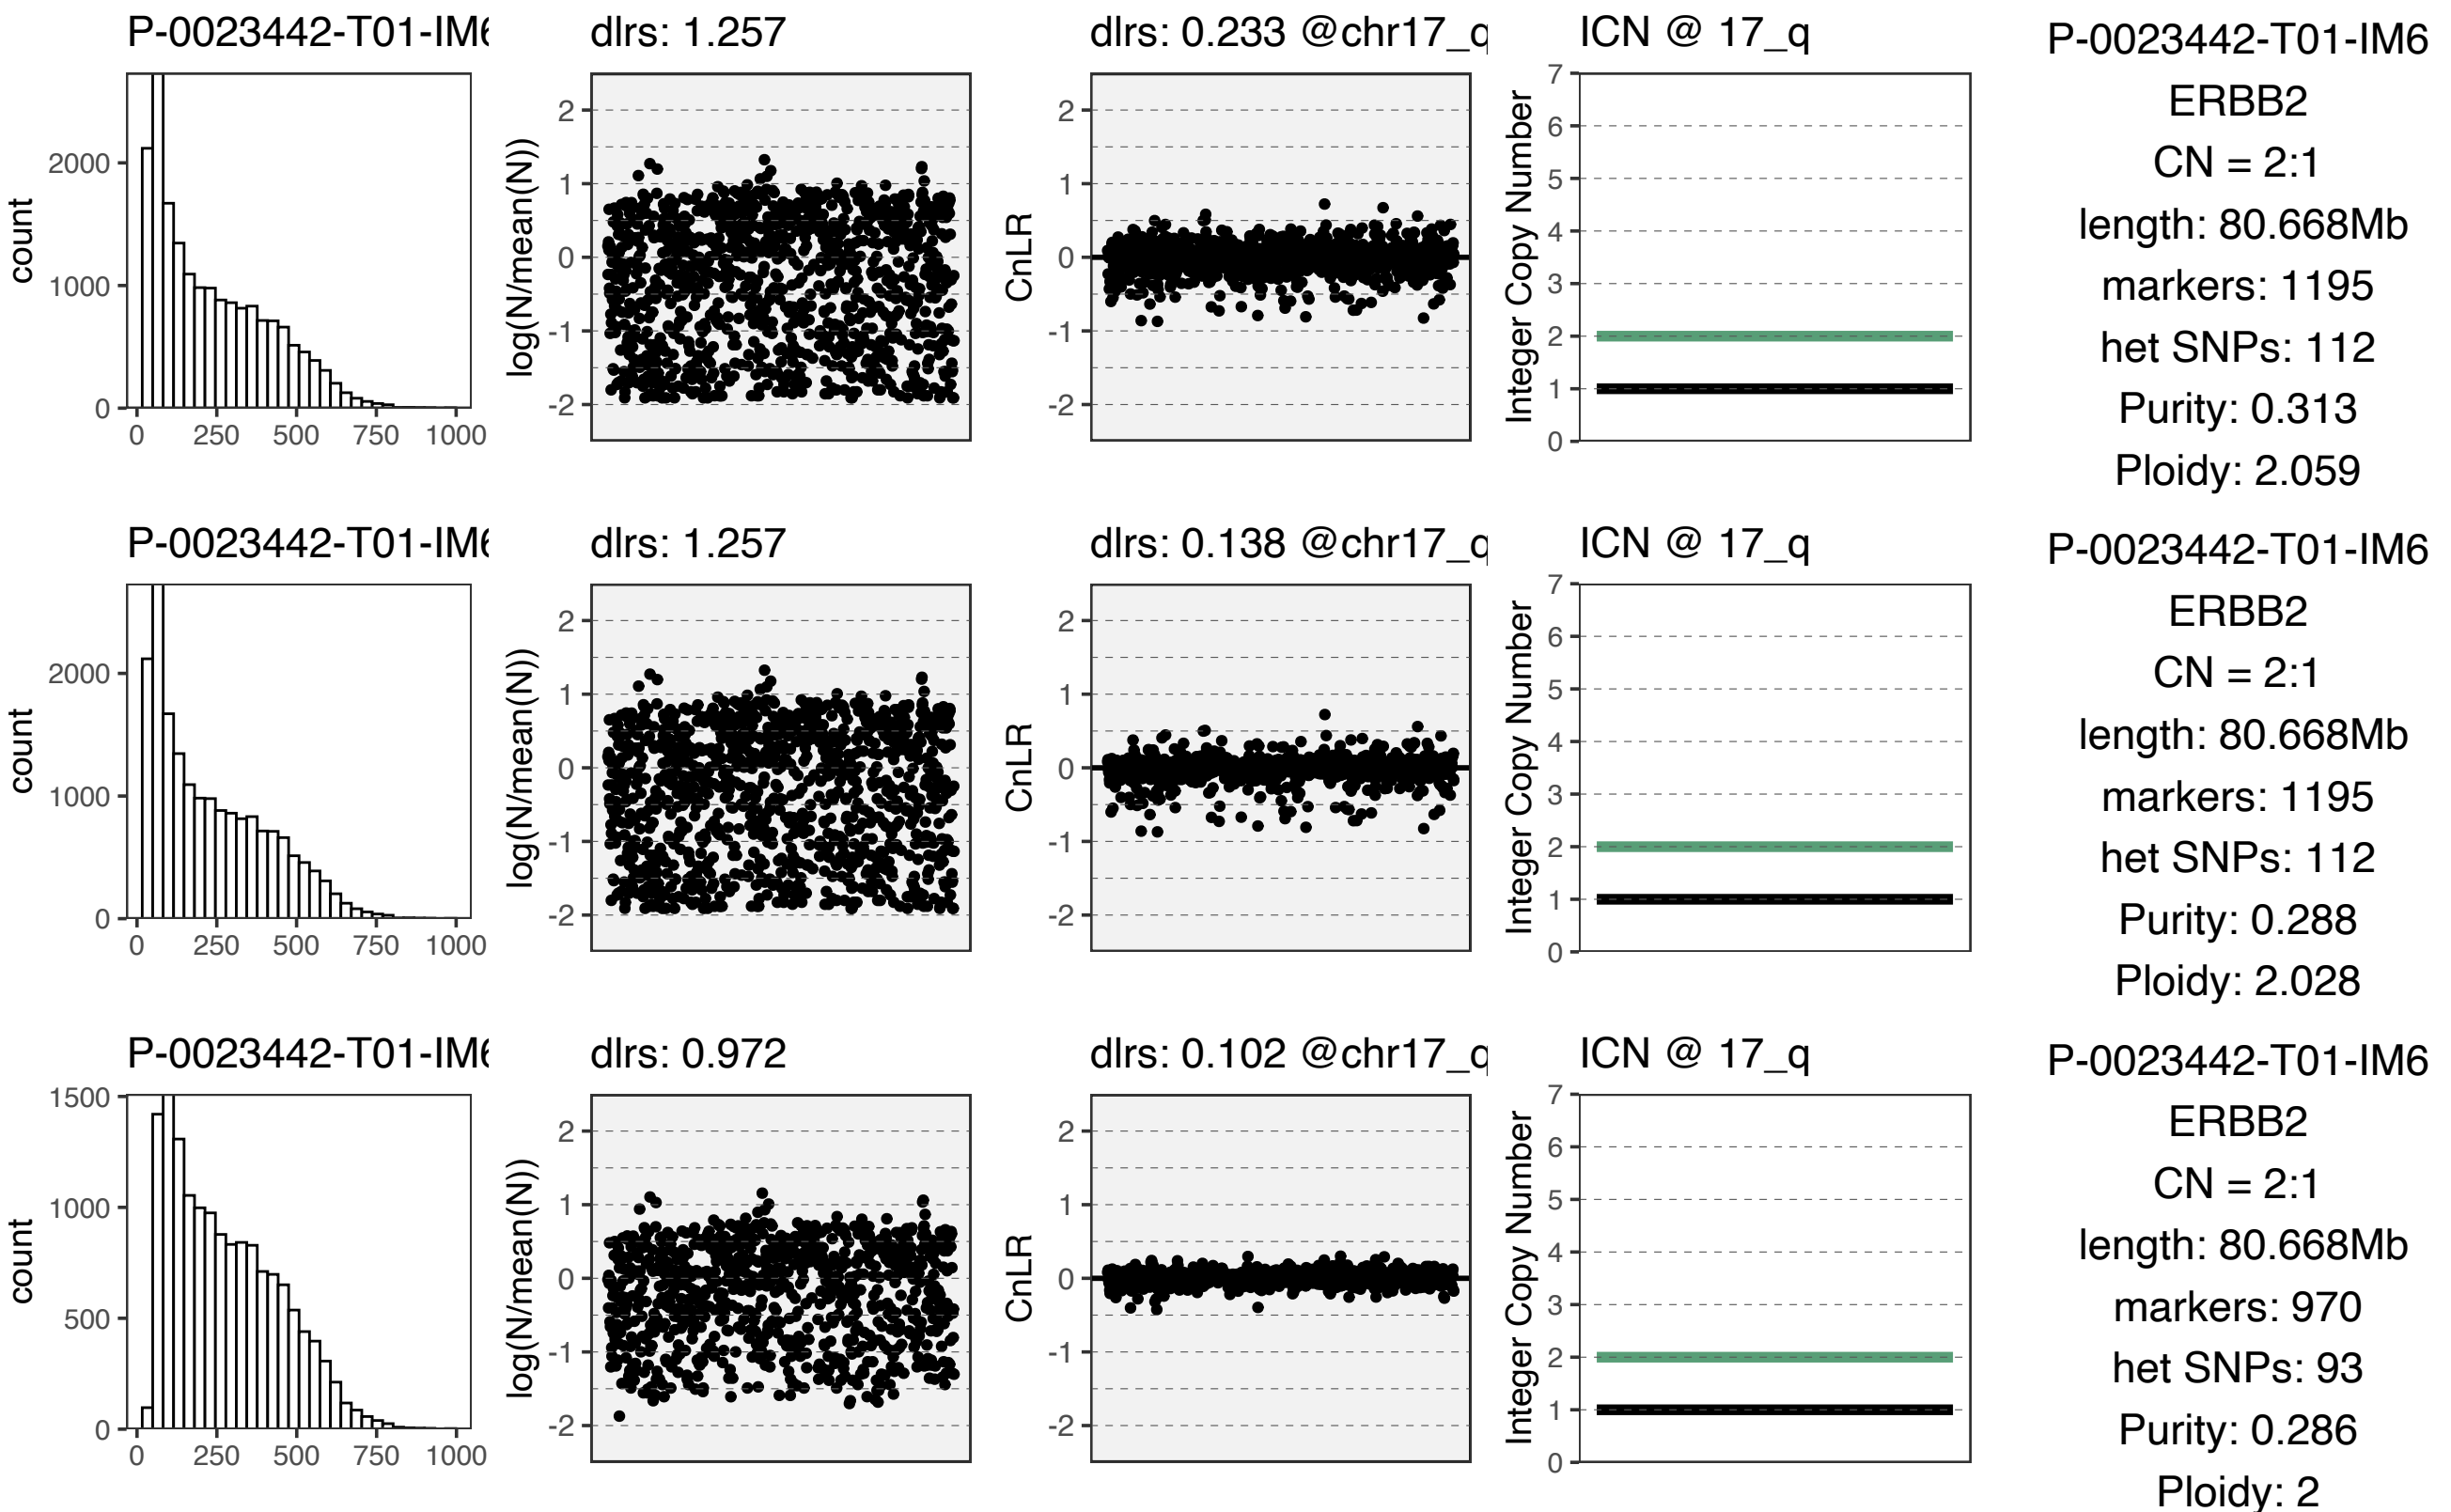 P-0023442-T01-IM6
dlrs: 1.257
dlrs: 0.233 @chr17_q
ICN @ 17_q
P-0023442-T01-IM6
ERBB2
CN = 2:1
length: 80.668Mb
markers: 1195
het SNPs: 112
Purity: 0.313
Ploidy: 2.059
count
2000
1000
0
0 250 500 750 1000
log(N/mean(N))
2
1
0
-1
-2
CnLR
2
1
0
-1
-2
Integer Copy Number
7
6
5
4
3
2
1
0
P-0023442-T01-IM6
dlrs: 1.257
dlrs: 0.138 @chr17_q
ICN @ 17_q
P-0023442-T01-IM6
ERBB2
CN = 2:1
length: 80.668Mb
markers: 1195
het SNPs: 112
Purity: 0.288
Ploidy: 2.028
count
2000
1000
0
0 250 500 750 1000
log(N/mean(N))
2
1
0
-1
-2
CnLR
2
1
0
-1
-2
Integer Copy Number
7
6
5
4
3
2
1
0
P-0023442-T01-IM6
dlrs: 0.972
dlrs: 0.102 @chr17_q
ICN @ 17_q
P-0023442-T01-IM6
ERBB2
CN = 2:1
length: 80.668Mb
markers: 970
het SNPs: 93
Purity: 0.286
Ploidy: 2
count
1500
1000
500
0
0 250 500 750 1000
log(N/mean(N))
2
1
0
-1
-2
CnLR
2
1
0
-1
-2
Integer Copy Number
7
6
5
4
3
2
1
0